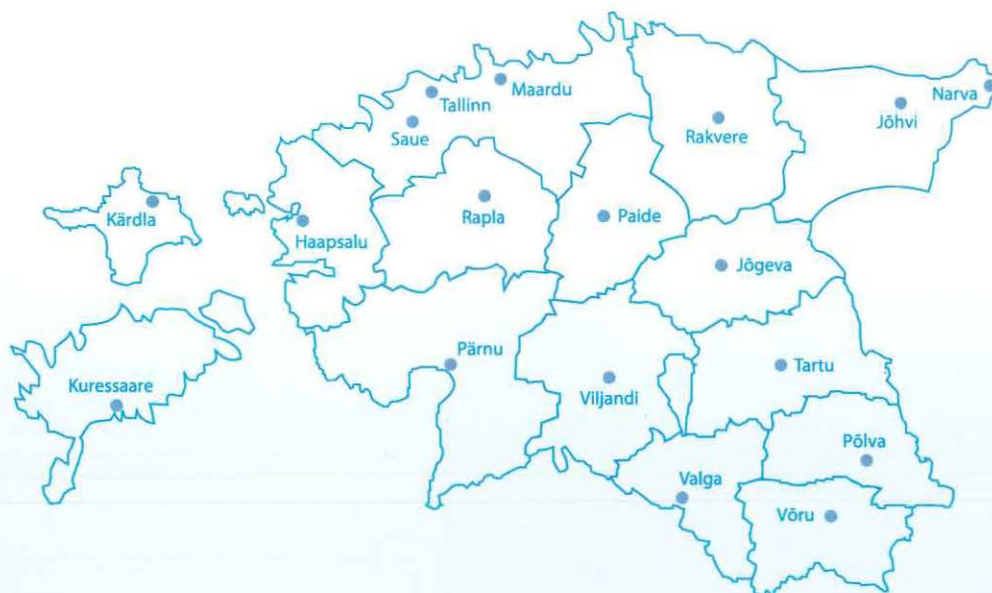 Maardu
Tallinn
Narva
Jõhvi
Rakvere
Saue
Rapla
Kärdla
Paide
Haapsalu
Jõgeva
Pärnu
Tartu
Kuressaare
Viljandi
Põlva
Valga
Võru